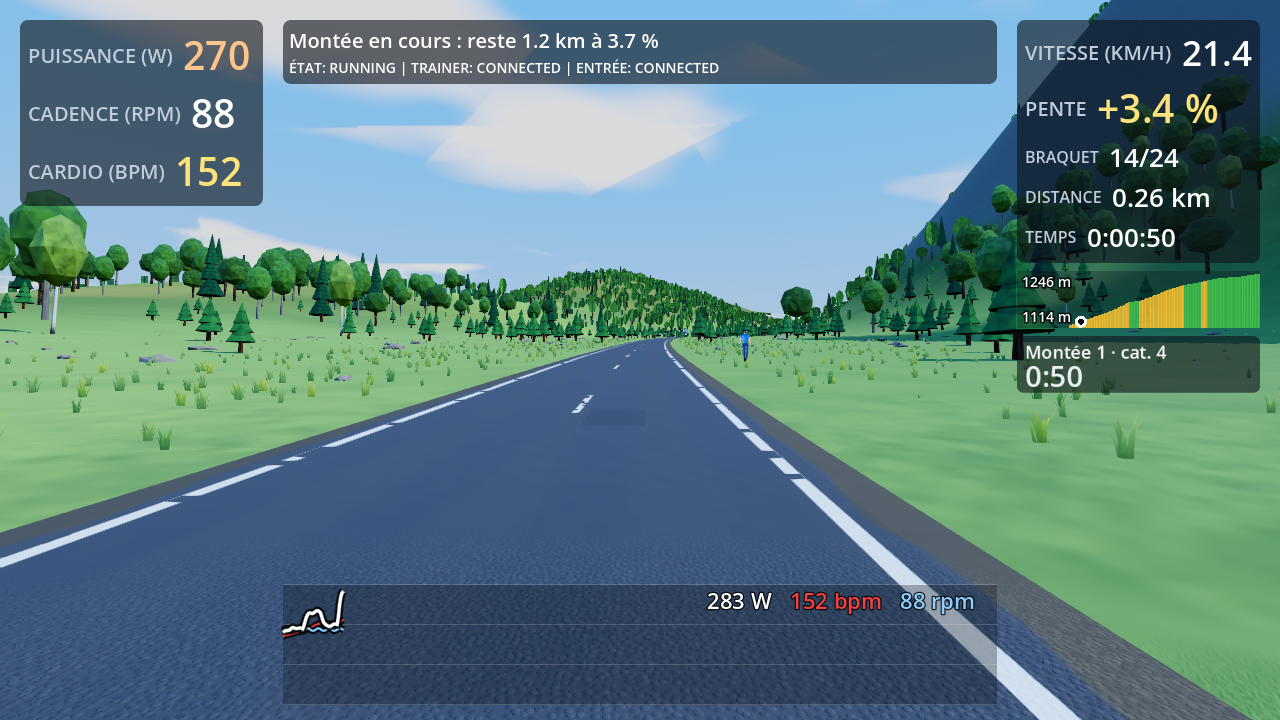 PUISSANCE (W) 270
CADENCE (RPM) 88
CARDIO (BPM) 152
Montée en cours : reste 1.2 km à 3.7 %
ÉTAT: RUNNING | TRAINER: CONNECTED | ENTRÉE: CONNECTED
VITESSE (KM/H) 21.4
PENTE +3.4 %
BRAQUET 14/24
DISTANCE 0.26 km
TEMPS 0:00:50
1246 m
1114 m
Montée 1 · cat. 4
0:50
283 W 152 bpm 88 rpm